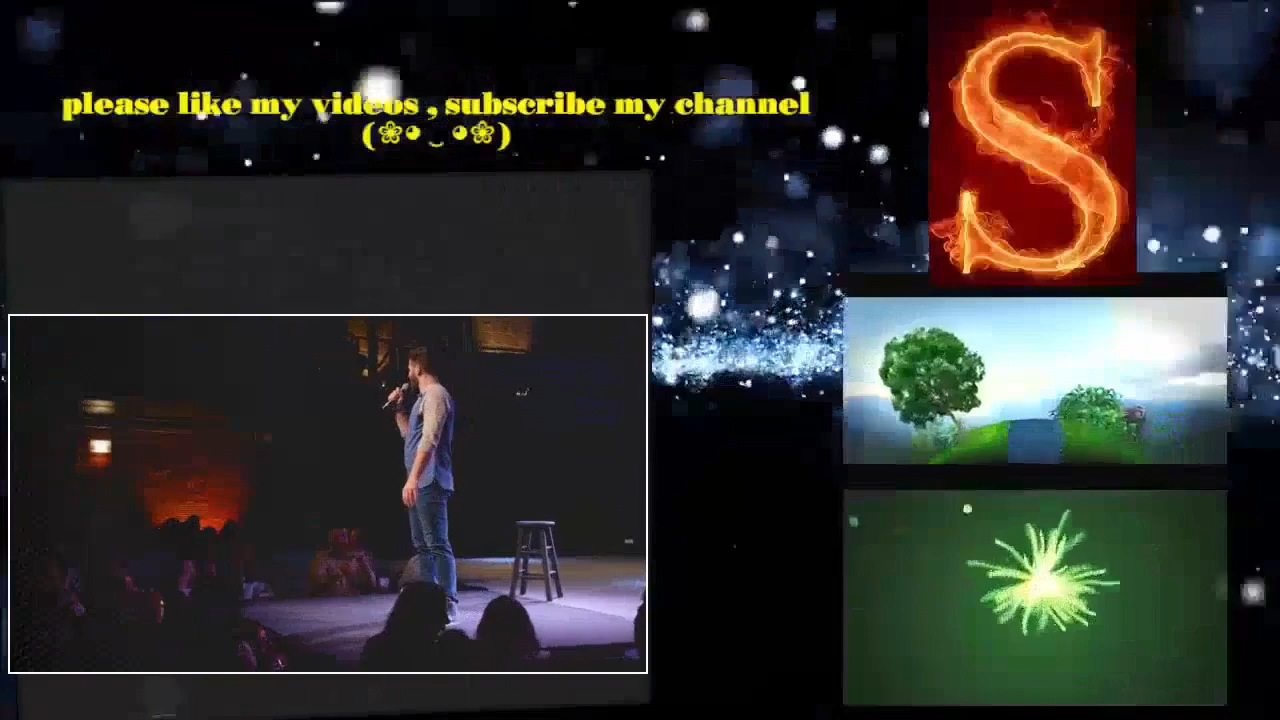 please like my videos , subscribe my channel
(❀◕ ‿ ◕❀)
S